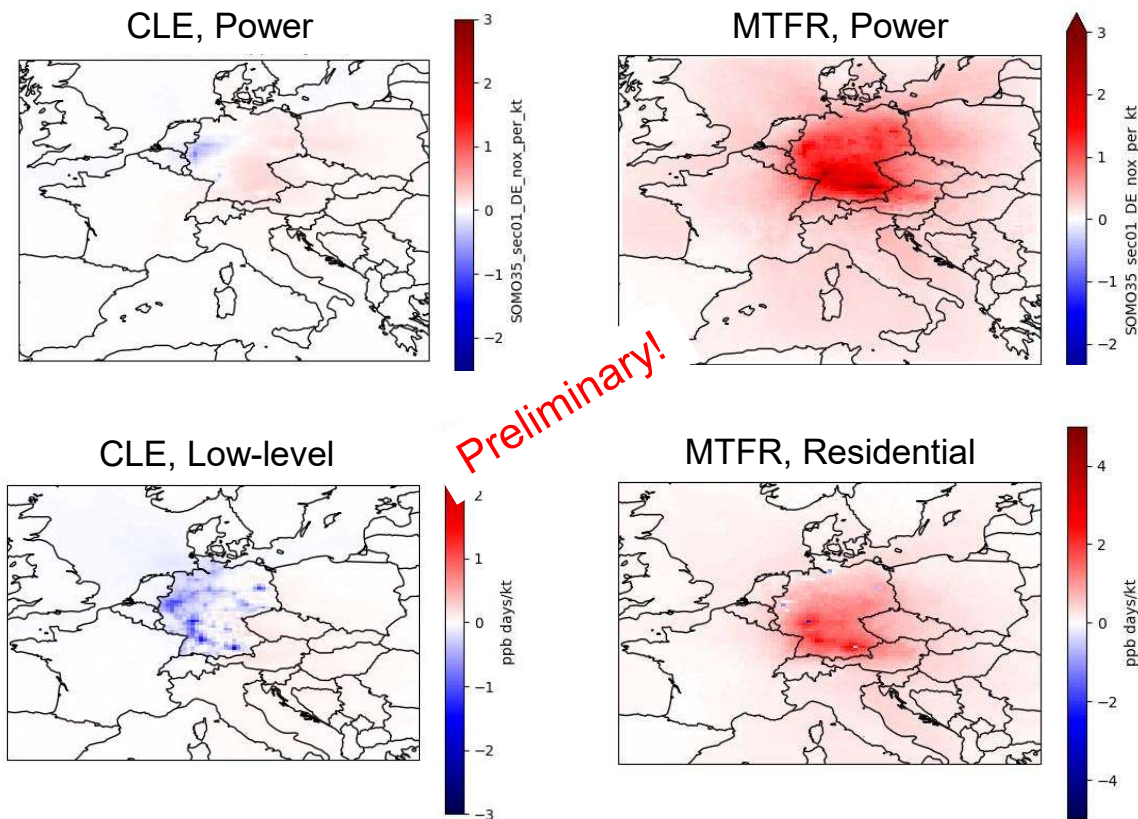 CLE, Power
3
2
1
0
−1
−2
SOMO35_sec01_DE_nox_per_kt
MTFR, Power
3
2
1
0
−1
−2
SOMO35_sec01_DE_nox_per_kt
Preliminary!
CLE, Low-level
2
1
0
−1
−2
−3
ppb days/kt
MTFR, Residential
4
2
0
−2
−4
ppb days/kt